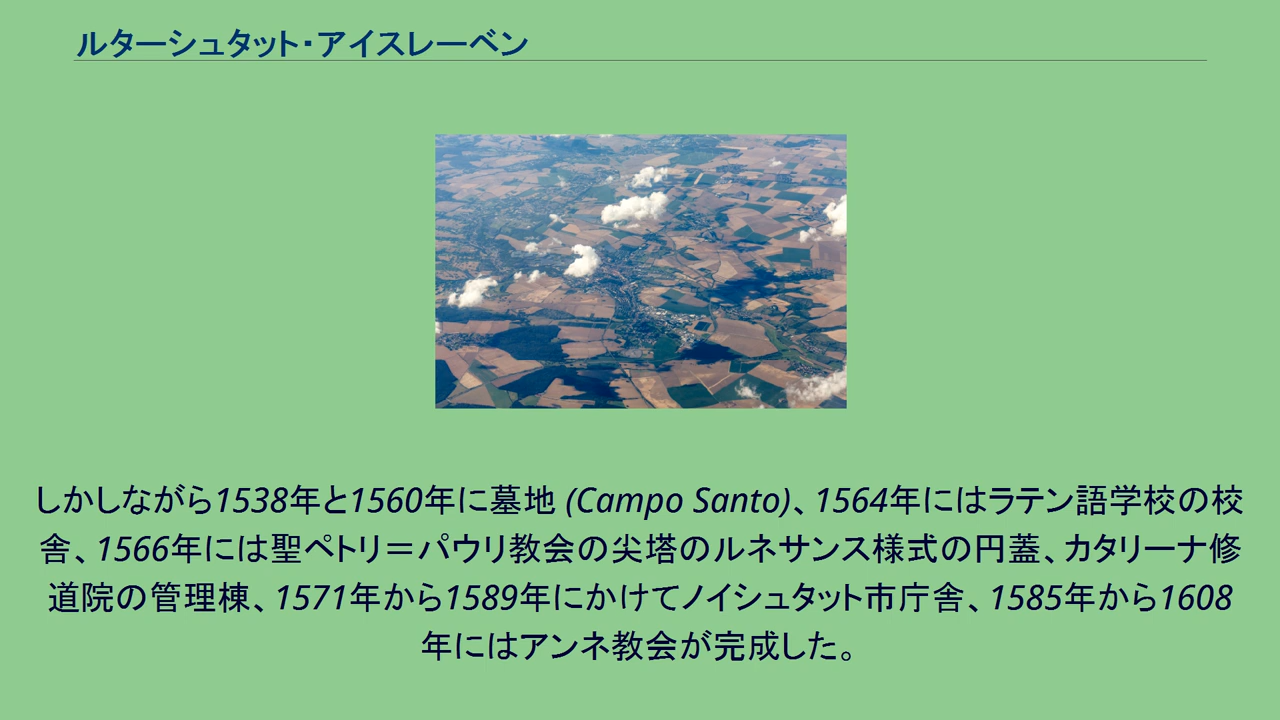 ルターシュタット・アイスレーベン
しかしながら1538年と1560年に墓地 (Campo Santo)、1564年にはラテン語学校の校
舎、1566年には聖ペトリ＝パウリ教会の尖塔のルネサンス様式の円蓋、カタリーナ修
道院の管理棟、1571年から1589年にかけてノイシュタット市庁舎、1585年から1608
年にはアンネ教会が完成した。